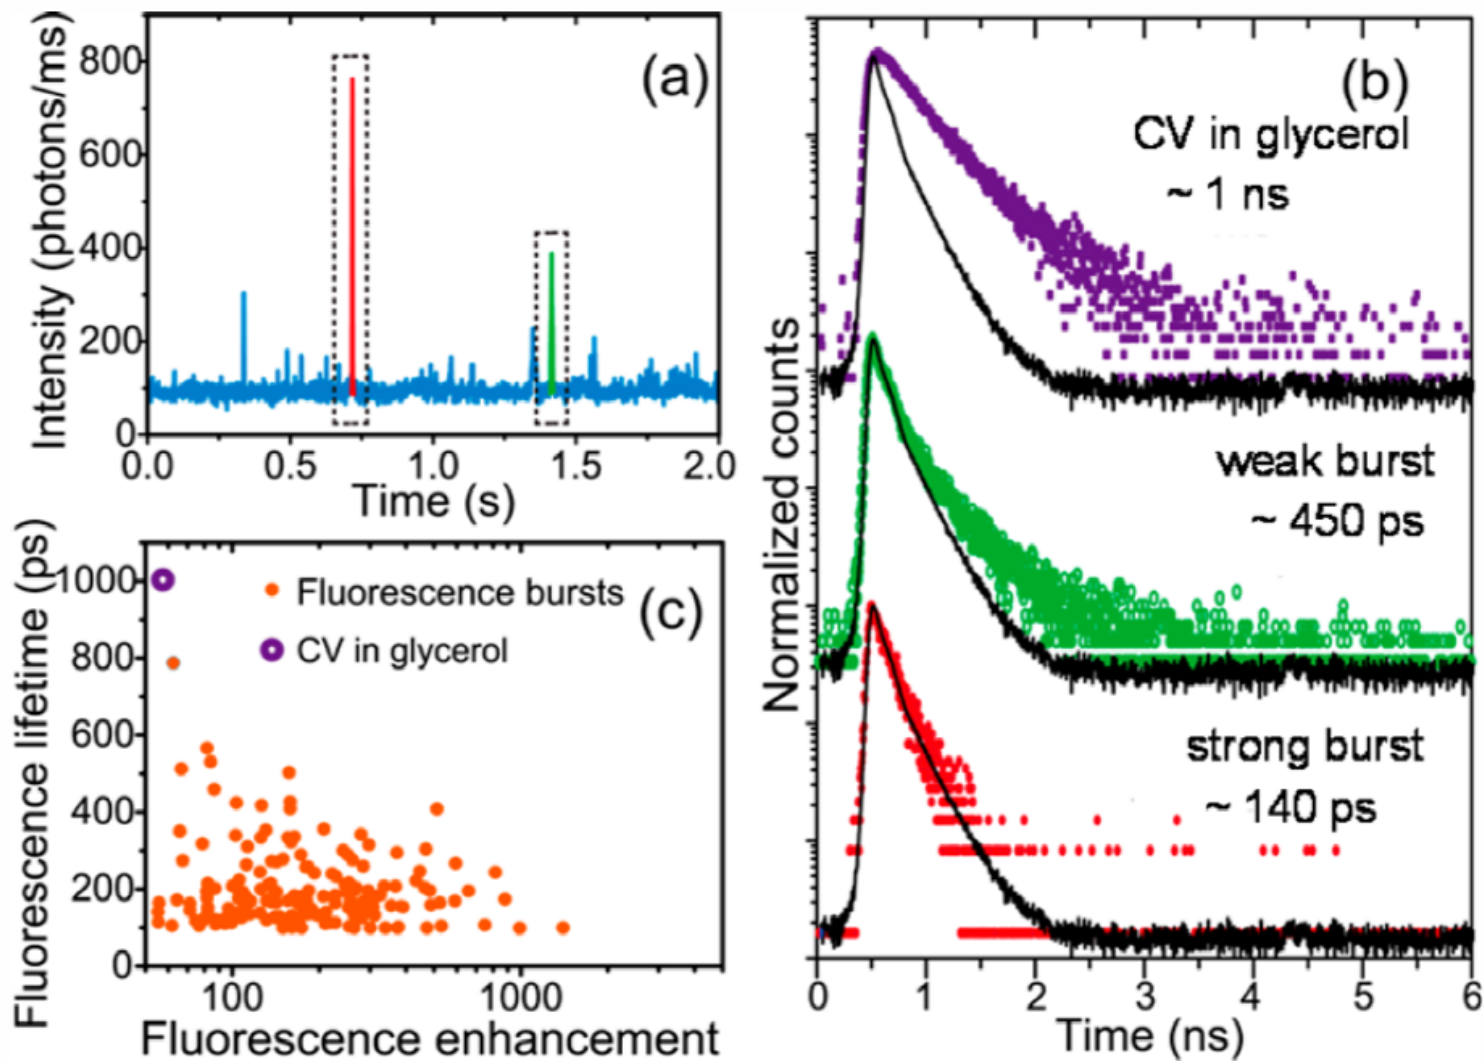 (a)
Intensity (photons/ms)
800
600
400
200
0
0.0 0.5 1.0 1.5 2.0
Time (s)
(b)
CV in glycerol
~ 1 ns
weak burst
~ 450 ps
strong burst
~ 140 ps
Normalized counts
0 1 2 3 4 5 6
Time (ns)
(c)
Fluorescence bursts
CV in glycerol
Fluorescence lifetime (ps)
1000
800
600
400
200
0
100 1000
Fluorescence enhancement